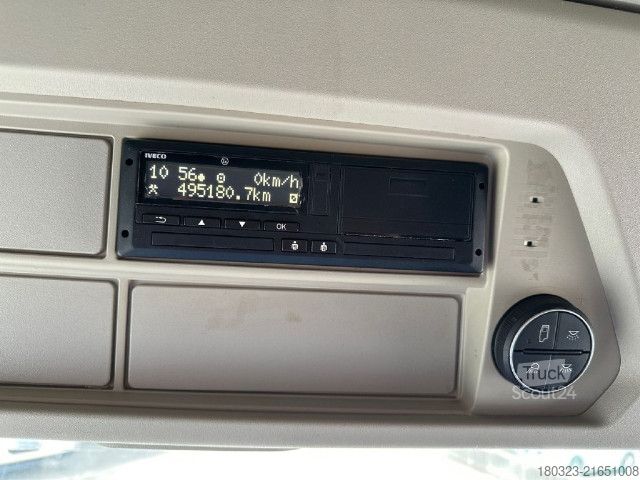 IVECO
10 56 0km/h
495180.7km
OK
Truck
Scout24
180323-21651008